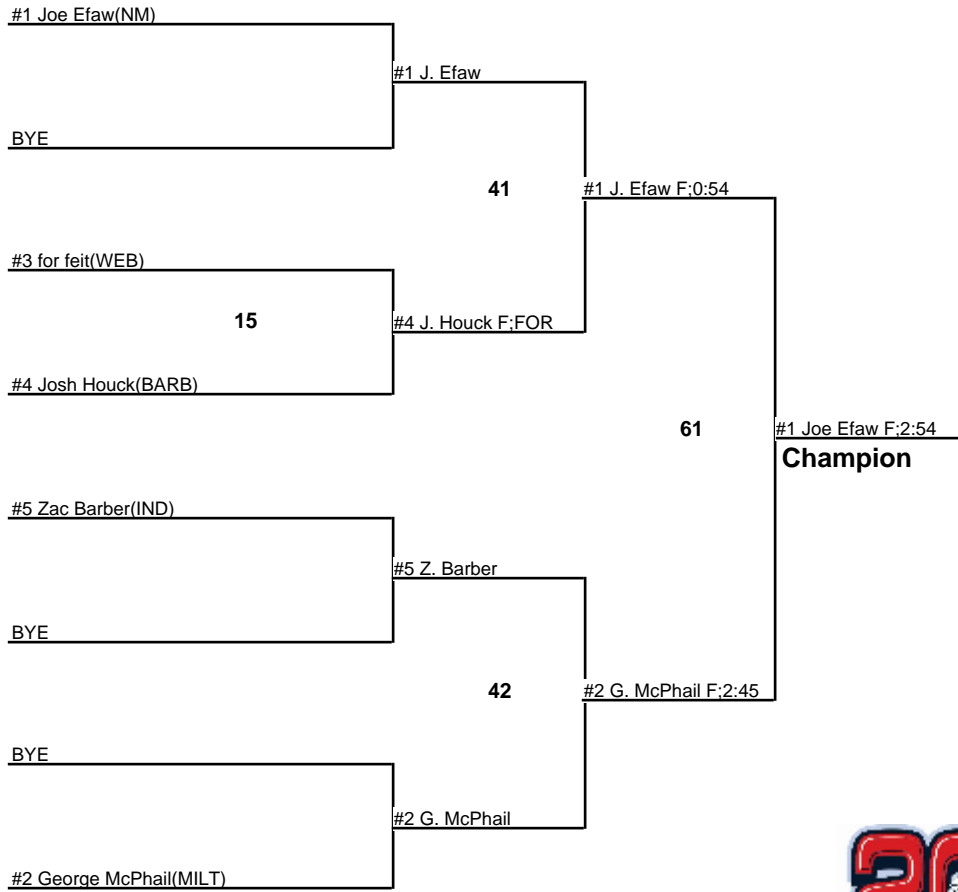 #1 Joe Efaw(NM)
#1 J. Efaw
BYE
41
#1 J. Efaw F;0:54
#3 for feit(WEB)
15
#4 J. Houck F;FOR
#4 Josh Houck(BARB)
61
#1 Joe Efaw F;2:54
Champion
#5 Zac Barber(IND)
#5 Z. Barber
BYE
42
#2 G. McPhail F;2:45
BYE
#2 G. McPhail
#2 George McPhail(MILT)